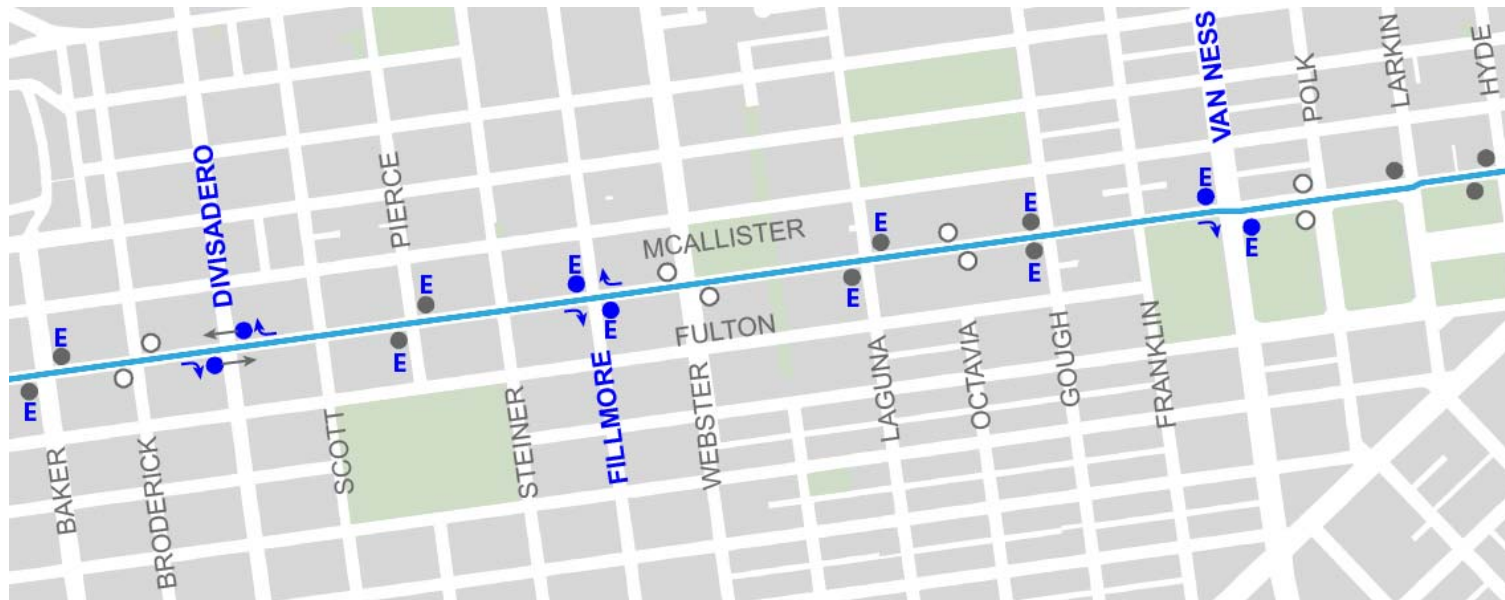 VAN NESS
POLK
LARKIN
HYDE
DIVISADERO
PIERCE
MCALLISTER
FULTON
E
E
E
E
E
E
E
E
E
E
E
E
BAKER
BRODERICK
SCOTT
STEINER
FILLMORE
WEBSTER
LAGUNA
OCTAVIA
GOUGH
FRANKLIN